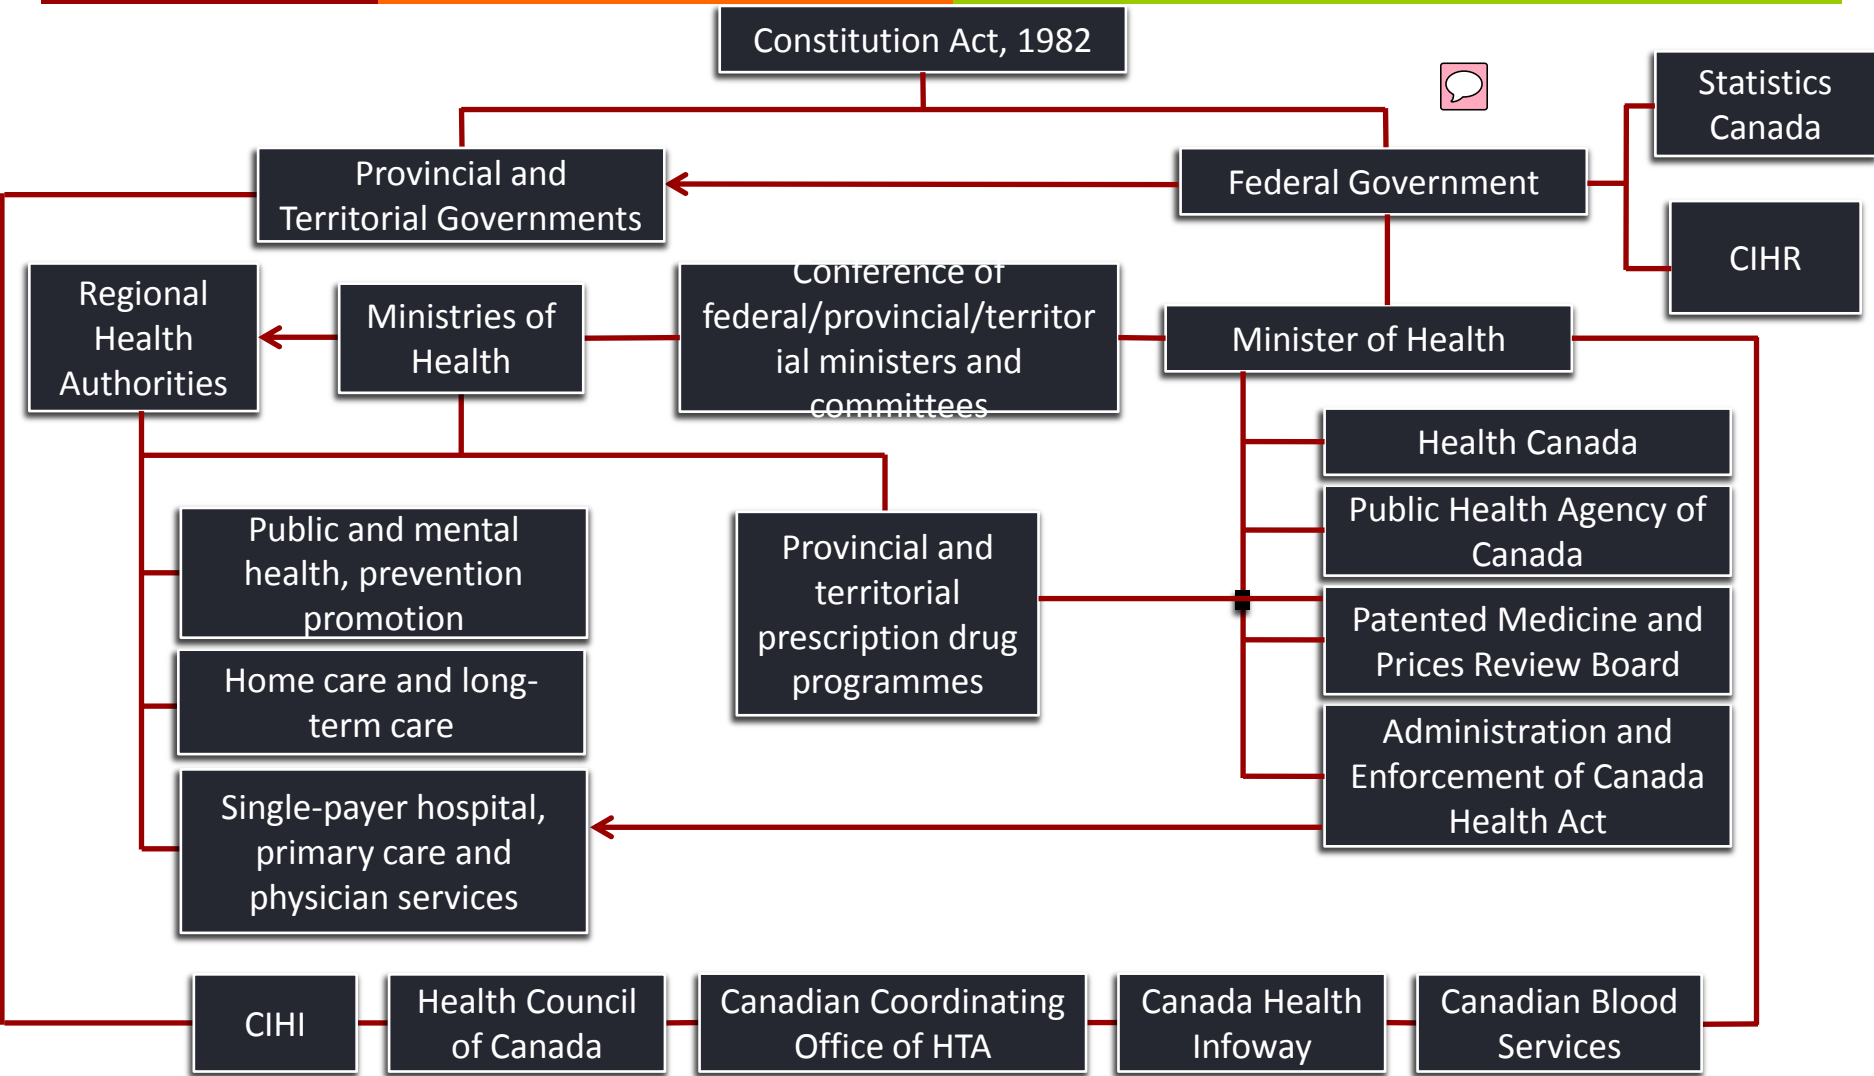 Constitution Act, 1982
Statistics
Canada
Provincial and
Territorial Governments
Federal Government
CIHR
Regional
Health
Authorities
Ministries of
Health
Conference of
federal/provincial/territor
ial ministers and
committees
Minister of Health
Health Canada
Public Health Agency of
Canada
Public and mental
health, prevention
promotion
Provincial and
territorial
prescription drug
programmes
Patented Medicine and
Prices Review Board
Home care and long-
term care
Administration and
Enforcement of Canada
Health Act
Single-payer hospital,
primary care and
physician services
CIHI
Health Council
of Canada
Canadian Coordinating
Office of HTA
Canada Health
Infoway
Canadian Blood
Services